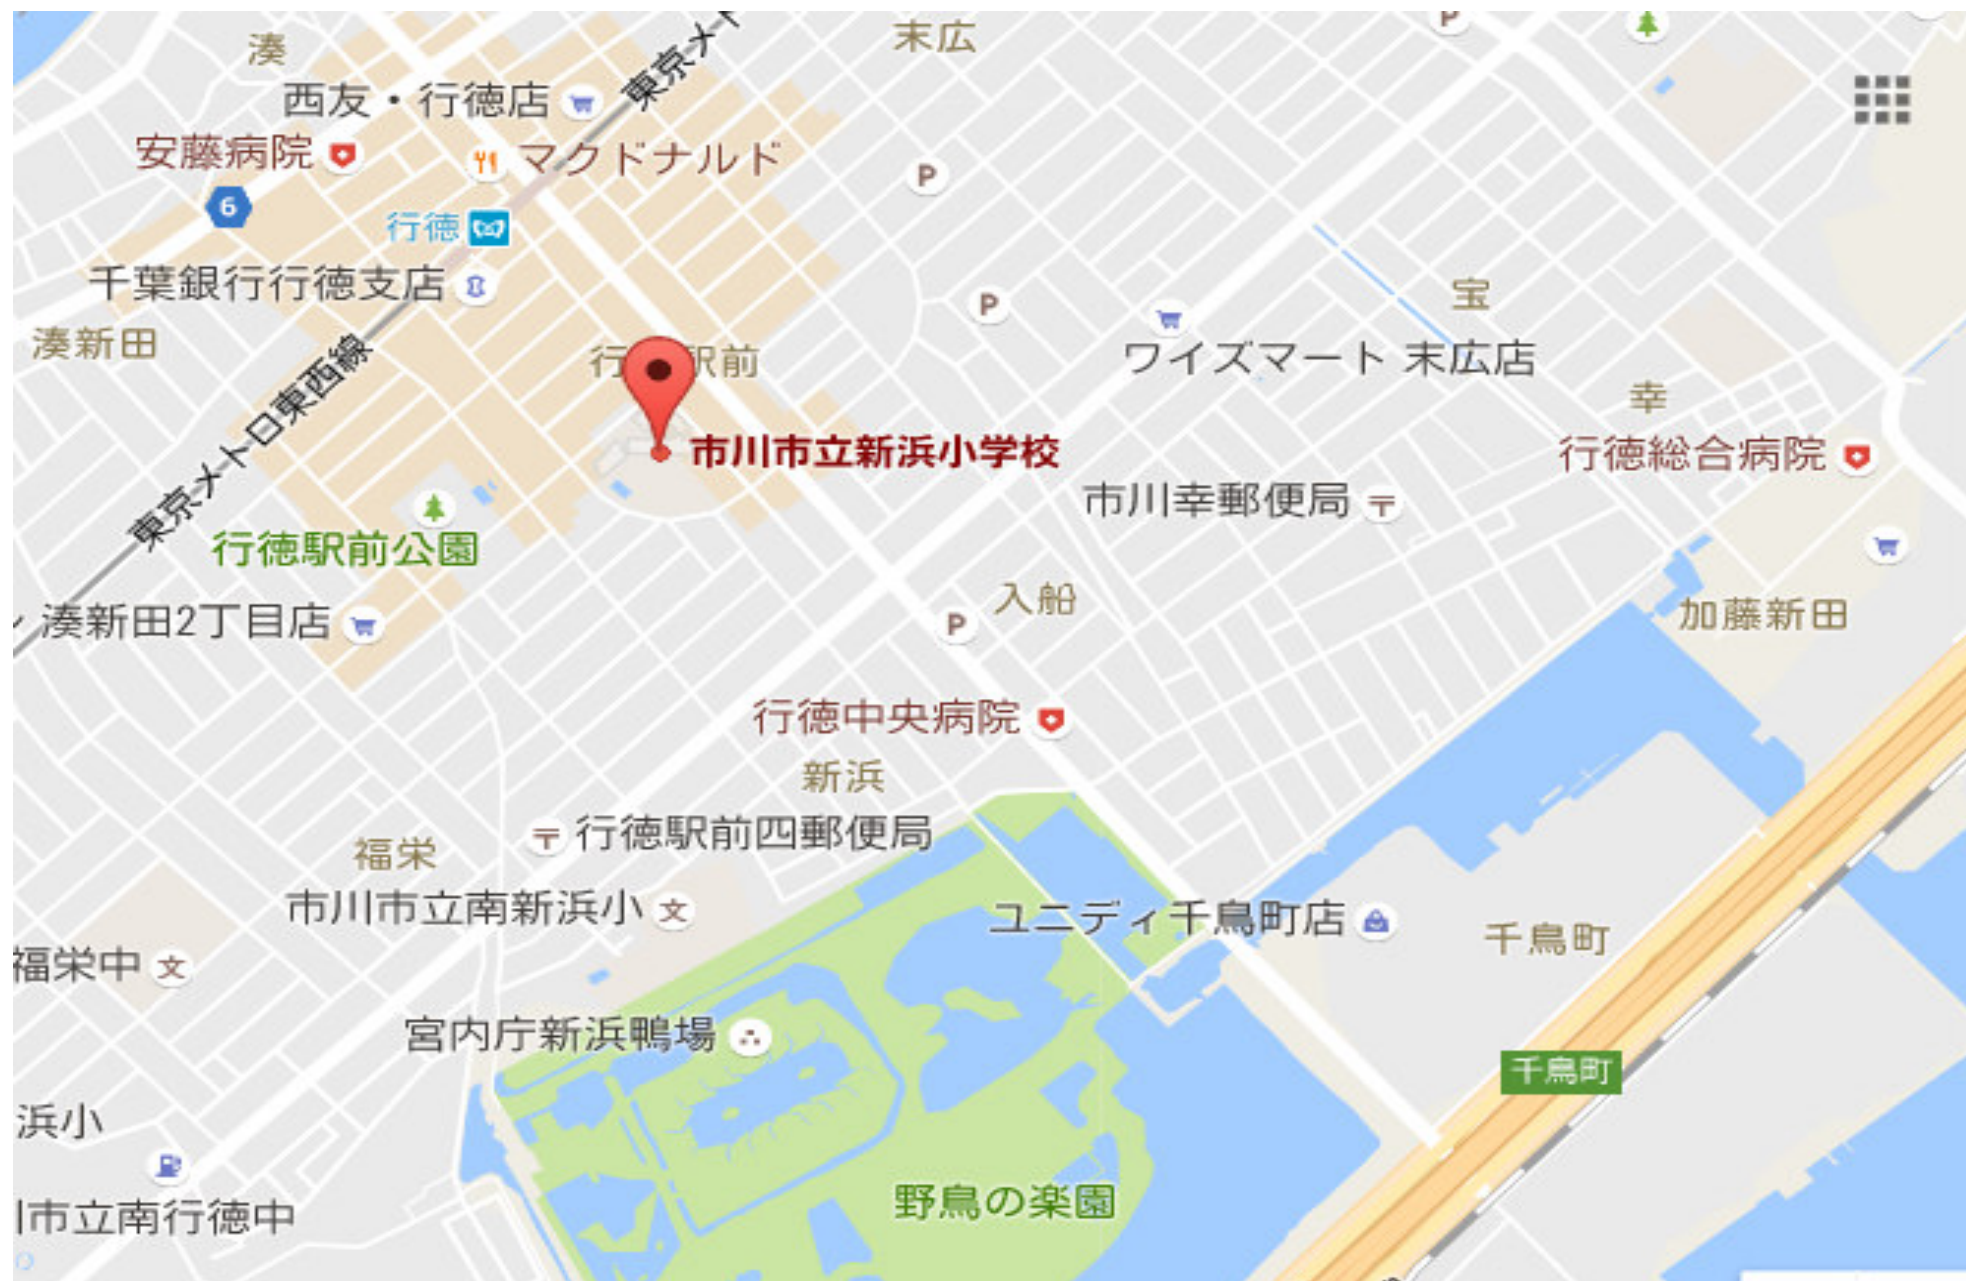 末広
P
湊
西友・行徳店
東京メト
安藤病院
マクドナルド
P
6
行徳
千葉銀行行徳支店
宝
P
湊新田
行
駅前
ワイズマート 末広店
幸
東京メトロ東西線
市川市立新浜小学校
行徳総合病院
市川幸郵便局
行徳駅前公園
入船
加藤新田
湊新田2丁目店
P
行徳中央病院
新浜
行徳駅前四郵便局
福栄
市川市立南新浜小
文
ユニディ千鳥町店
千鳥町
福栄中
文
宮内庁新浜鴨場
千鳥町
浜小
野鳥の楽園
市立南行徳中